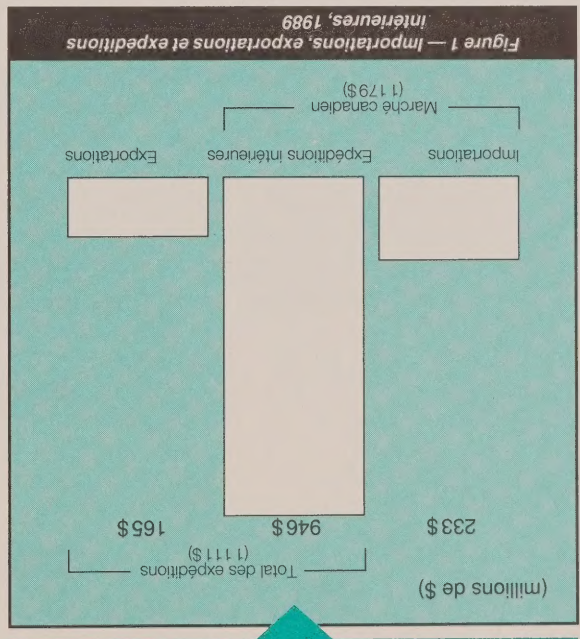 (millions de $)
Total des expéditions
(1 111 $)
233 $ 946 $ 165 $
Importations Expéditions intérieures Exportations
Marché canadien
(1 179 $)
Figure 1 — Importations, exportations et expéditions
intérieures, 1989